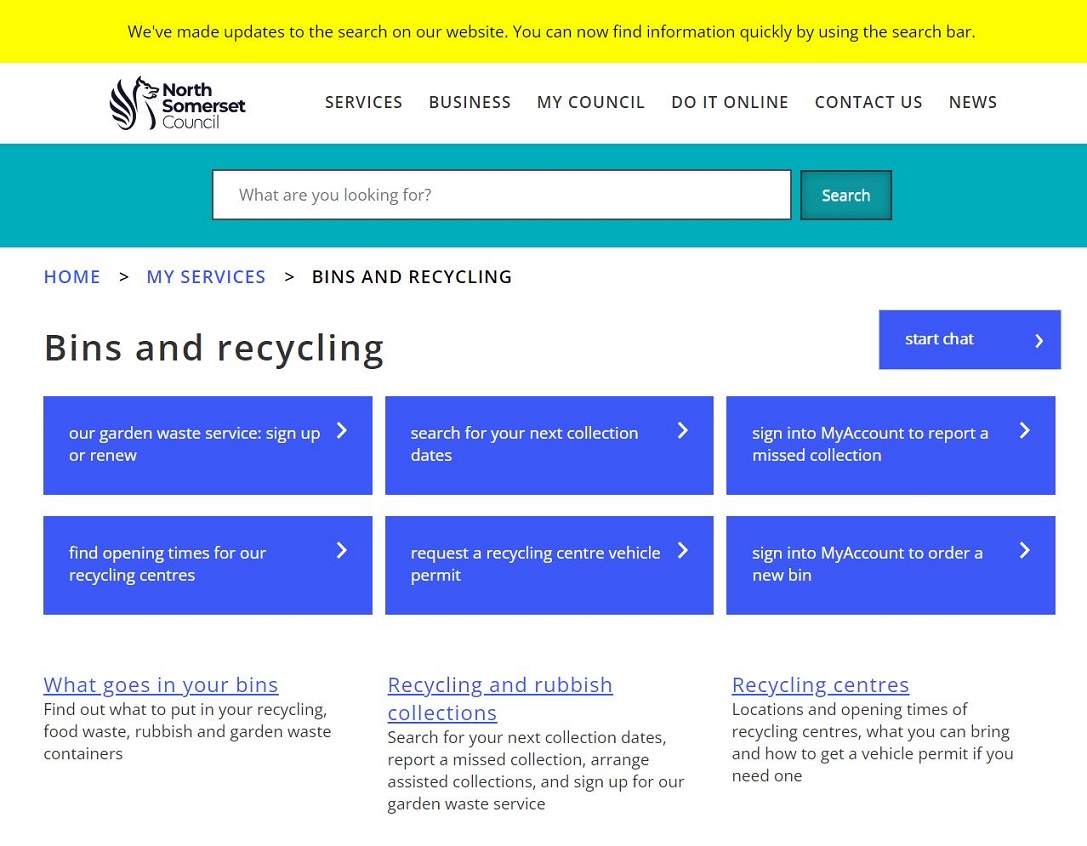 We've made updates to the search on our website. You can now find information quickly by using the search bar.
North
Somerset
Council
SERVICES BUSINESS MY COUNCIL DO IT ONLINE CONTACT US NEWS
What are you looking for?
Search
HOME > MY SERVICES > BINS AND RECYCLING
Bins and recycling
start chat
our garden waste service: sign up
or renew
search for your next collection
dates
sign into MyAccount to report a
missed collection
find opening times for our
recycling centres
request a recycling centre vehicle
permit
sign into MyAccount to order a
new bin
What goes in your bins
Find out what to put in your recycling,
food waste, rubbish and garden waste
containers
Recycling and rubbish
collections
Search for your next collection dates,
report a missed collection, arrange
assisted collections, and sign up for our
garden waste service
Recycling centres
Locations and opening times of
recycling centres, what you can bring
and how to get a vehicle permit if you
need one